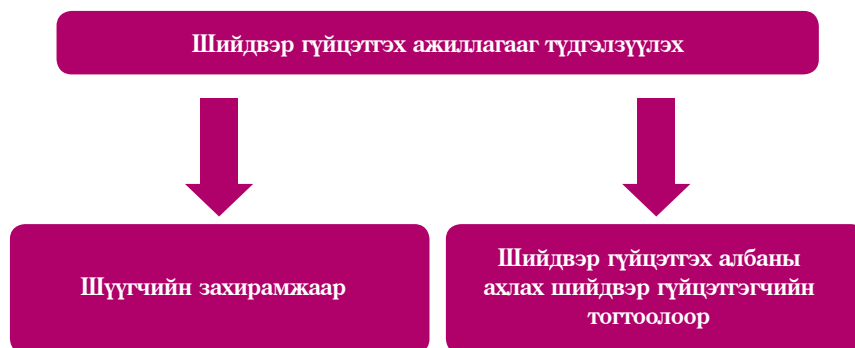 Шийдвэр гүйцэтгэх ажиллагааг түдгэлзүүлэх
Шүүгчийн захирамжаар
Шийдвэр гүйцэтгэх албаны
ахлах шийдвэр гүйцэтгэгчийн
тогтоолоор